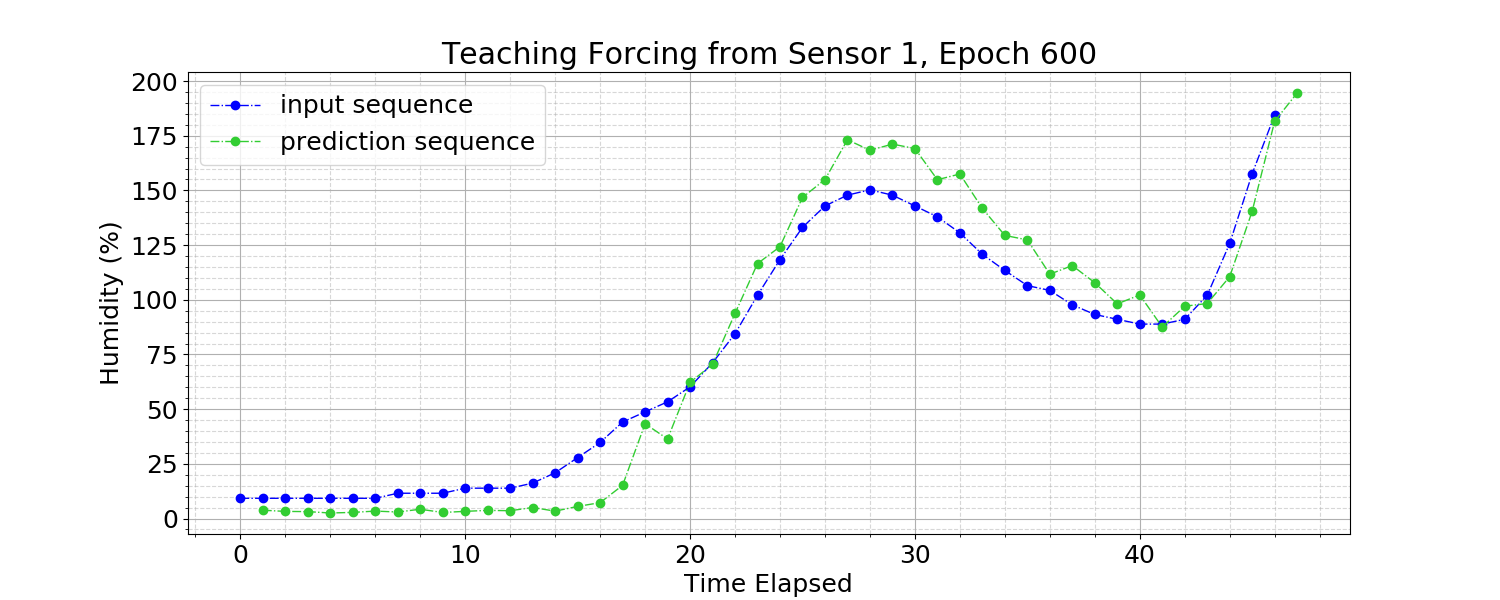 Teaching Forcing from Sensor 1, Epoch 600
input sequence
prediction sequence
Humidity (%)
200
175
150
125
100
75
50
25
0
0 10 20 30 40
Time Elapsed